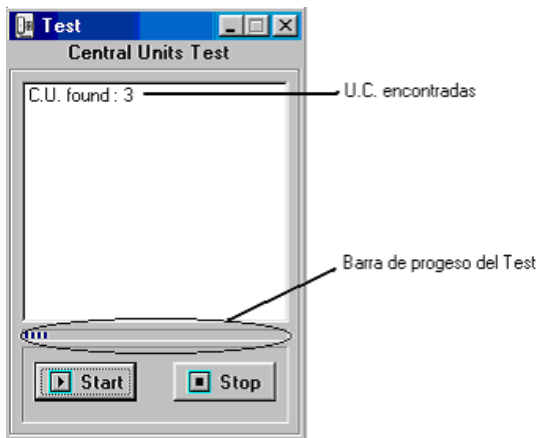 Test
Central Units Test
C.U. found : 3
U.C. encontradas
Barra de progeso del Test
Start
Stop